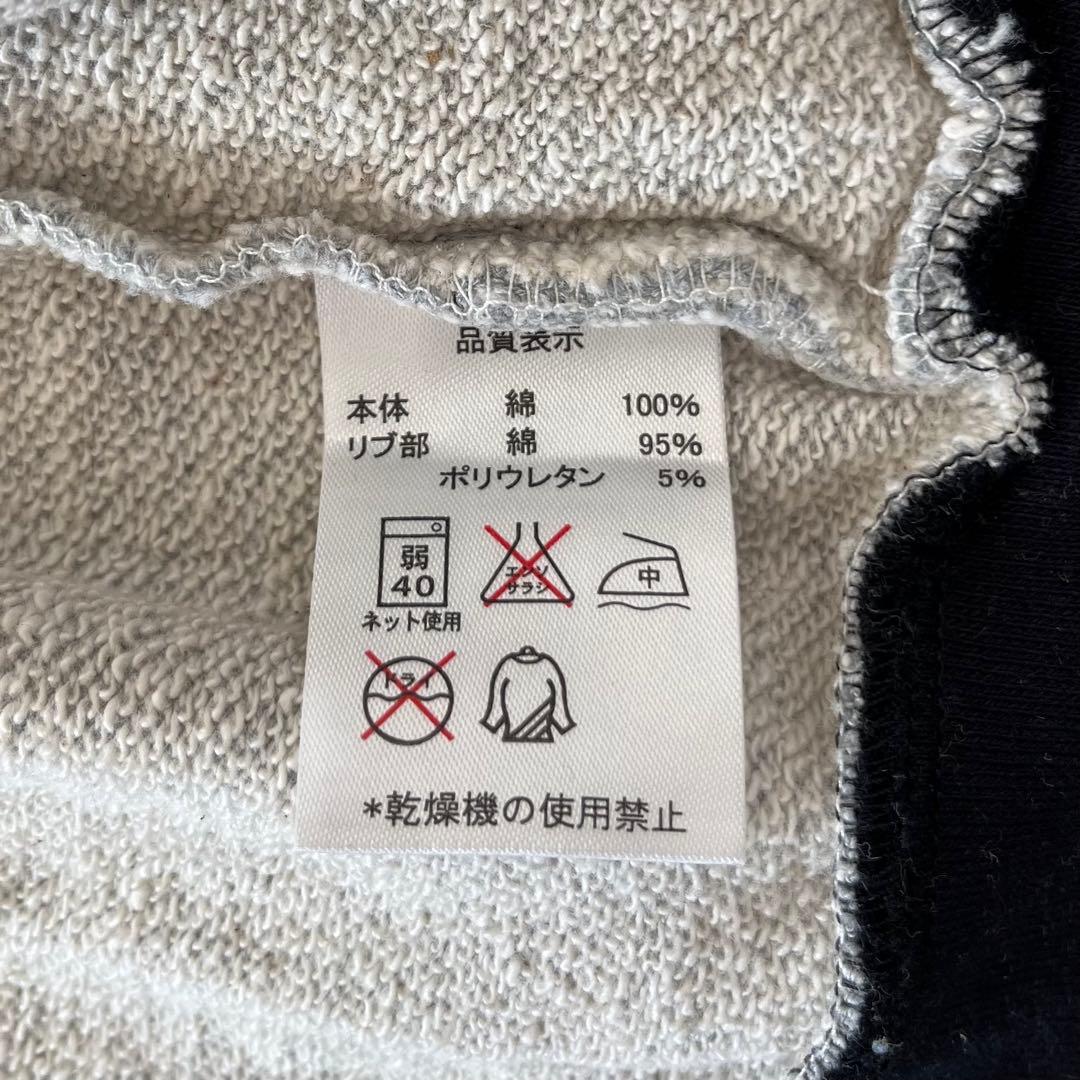 品質表示
本体 綿 100%
リブ部 綿 95%
ポリウレタン 5%
弱
40
ネット使用
エンソ
サラシ
中
ドライ
*乾燥機の使用禁止